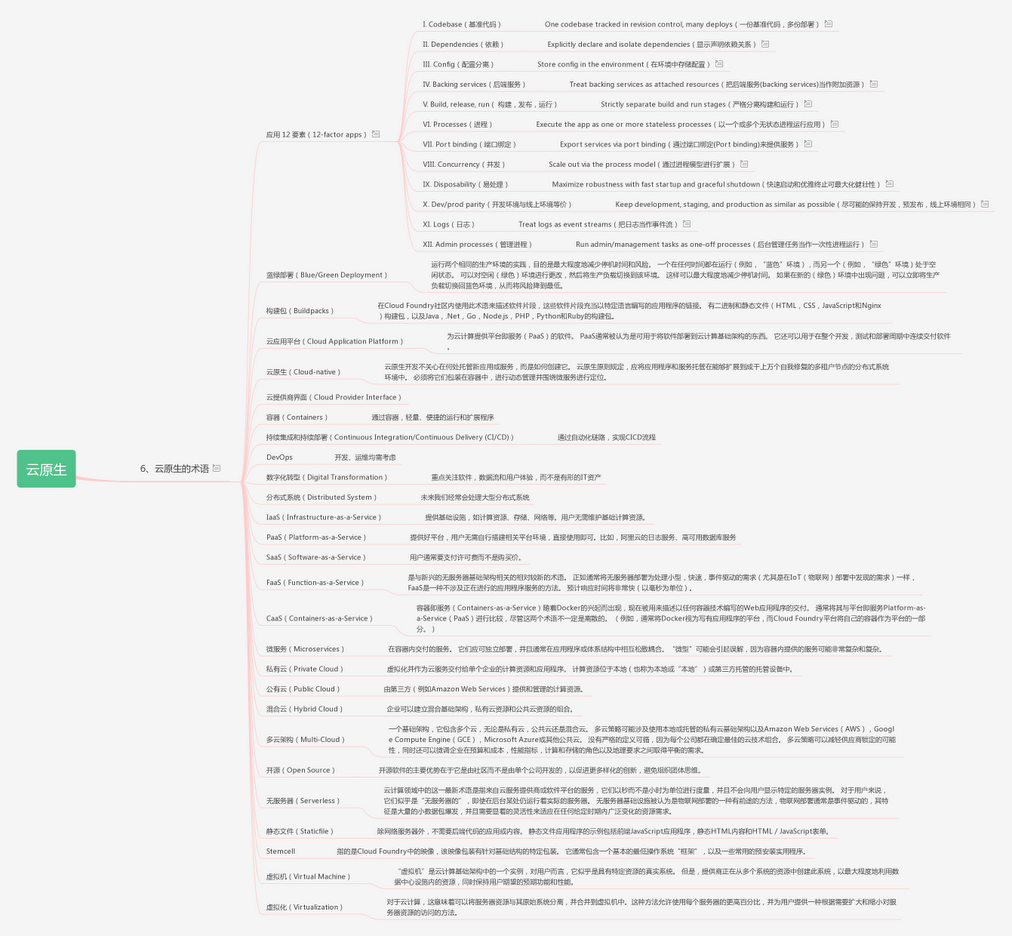 云原生
6、云原生的术语
应用 12 要素（12-factor apps）
I. Codebase（基准代码） One codebase tracked in revision control, many deploys（一份基准代码，多份部署）
II. Dependencies（依赖） Explicitly declare and isolate dependencies（显示声明依赖关系）
III. Config（配置分离） Store config in the environment（在环境中存储配置）
IV. Backing services（后端服务） Treat backing services as attached resources（把后端服务(backing services)当作附加资源）
V. Build, release, run（ 构建，发布，运行） Strictly separate build and run stages（严格分离构建和运行）
VI. Processes（进程） Execute the app as one or more stateless processes（以一个或多个无状态进程运行应用）
VII. Port binding（端口绑定） Export services via port binding（通过端口绑定(Port binding)来提供服务）
VIII. Concurrency（并发） Scale out via the process model（通过进程模型进行扩展）
IX. Disposability（易处理） Maximize robustness with fast startup and graceful shutdown（快速启动和优雅终止可最大化健壮性）
X. Dev/prod parity（开发环境与线上环境等价） Keep development, staging, and production as similar as possible（尽可能的保持开发，预发布，线上环境相同）
XI. Logs（日志） Treat logs as event streams（把日志当作事件流）
XII. Admin processes（管理进程） Run admin/management tasks as one-off processes（后台管理任务当作一次性进程运行）
蓝绿部署（Blue/Green Deployment）
运行两个相同的生产环境的实践，目的是最大程度地减少停机时间和风险。 一个在任何时间都在运行（例如，“蓝色”环境），而另一个（例如，“绿色”环境）处于空
闲状态。 可以对空闲（绿色）环境进行更改，然后将生产负载切换到该环境。 这样可以最大程度地减少停机时间。 如果在新的（绿色）环境中出现问题，可以立即将生产
负载切换回蓝色环境，从而将风险降到最低。
构建包（Buildpacks）
在Cloud Foundry社区内使用此术语来描述软件片段，这些软件片段充当以特定语言编写的应用程序的链接。 有二进制和静态文件（HTML，CSS，JavaScript和Nginx
）构建包，以及Java，.Net，Go，Node.js，PHP，Python和Ruby的构建包。
云应用平台（Cloud Application Platform）
为云计算提供平台即服务（PaaS）的软件。 PaaS通常被认为是可用于将软件部署到云计算基础架构的东西。 它还可以用于在整个开发，测试和部署周期中连续交付软件
。
云原生（Cloud-native）
云原生开发不关心在何处托管新应用或服务，而是如何创建它。 云原生原则规定，应将应用程序和服务托管在能够扩展到成千上万个自我修复的多租户节点的分布式系统
环境中。 必须将它们包装在容器中，进行动态管理并围绕微服务进行定位。
云提供商界面（Cloud Provider Interface）
容器（Containers） 通过容器，轻量、便捷的运行和扩展程序
持续集成和持续部署（Continuous Integration/Continuous Delivery (CI/CD)） 通过自动化链路，实现CICD流程
DevOps 开发、运维均需考虑
数字化转型（Digital Transformation） 重点关注软件，数据流和用户体验，而不是有形的IT资产
分布式系统（Distributed System） 未来我们经常会处理大型分布式系统
IaaS（Infrastructure-as-a-Service） 提供基础设施，如计算资源、存储、网络等。用户无需维护基础计算资源。
PaaS（Platform-as-a-Service） 提供好平台，用户无需自行搭建相关平台环境，直接使用即可。比如，阿里云的日志服务、高可用数据库服务
SaaS（Software-as-a-Service） 用户通常要支付许可费而不是购买价。
FaaS（Function-as-a-Service）
是与新兴的无服务器基础架构相关的相对较新的术语。 正如通常将无服务器部署为处理小型，快速，事件驱动的需求（尤其是在IoT（物联网）部署中发现的需求）一样，
FaaS是一种不涉及正在进行的应用程序服务的方法。 预计响应时间将非常快（以毫秒为单位）。
CaaS（Containers-as-a-Service）
容器即服务（Containers-as-a-Service）随着Docker的兴起而出现，现在被用来描述以任何容器技术编写的Web应用程序的交付。 通常将其与平台即服务Platform-as-
a-Service（PaaS）进行比较，尽管这两个术语不一定是离散的。 （例如，通常将Docker视为写有应用程序的平台，而Cloud Foundry平台将自己的容器作为平台的一部
分。）
微服务（Microservices） 在容器内交付的服务。 它们应可独立部署，并且通常在应用程序或体系结构中相互松散耦合。“微型”可能会引起误解，因为容器内提供的服务可能非常复杂和复杂。
私有云（Private Cloud） 虚拟化并作为云服务交付给单个企业的计算资源和应用程序。 计算资源位于本地（也称为本地或“本地”）或第三方托管的托管设备中。
公有云（Public Cloud） 由第三方（例如Amazon Web Services）提供和管理的计算资源。
混合云（Hybrid Cloud） 企业可以建立混合基础架构，私有云资源和公共云资源的组合。
多云架构（Multi-Cloud）
一个基础架构，它包含多个云，无论是私有云，公共云还是混合云。 多云策略可能涉及使用本地或托管的私有云基础架构以及Amazon Web Services（AWS），Googl
e Compute Engine（GCE），Microsoft Azure或其他公共云。 没有严格的定义可循，因为每个公司都在确定最佳的云技术组合。 多云策略可以减轻供应商锁定的可能
性，同时还可以微调企业在预算和成本，性能指标，计算和存储的角色以及地理要求之间取得平衡的需求。
开源（Open Source） 开源软件的主要优势在于它是由社区而不是由单个公司开发的，以促进更多样化的创新，避免组织团体思维。
无服务器（Serverless）
云计算领域中的这一最新术语是指来自云服务提供商或软件平台的服务，它们以秒而不是小时为单位进行度量，并且不会向用户显示特定的服务器实例。 对于用户来说，
它们似乎是“无服务器的”，即使在后台某处仍运行着实际的服务器。 无服务器基础设施被认为是物联网部署的一种有前途的方法，物联网部署通常是事件驱动的，其特
征是大量的小数据包爆发，并且需要显着的灵活性来适应在任何给定时期内广泛变化的资源需求。
静态文件（Staticfile） 除网络服务器外，不需要后端代码的应用或内容。 静态文件应用程序的示例包括前端JavaScript应用程序，静态HTML内容和HTML / JavaScript表单。
Stemcell 指的是Cloud Foundry中的映像，该映像包装有针对基础结构的特定包装。 它通常包含一个基本的最低操作系统“框架”，以及一些常用的预安装实用程序。
虚拟机（Virtual Machine）
“虚拟机”是云计算基础架构中的一个实例，对用户而言，它似乎是具有特定资源的真实系统。 但是，提供商正在从多个系统的资源中创建此系统，以最大程度地利用数
据中心设施内的资源，同时保持用户期望的预期功能和性能。
虚拟化（Virtualization）
对于云计算，这意味着可以将服务器资源与其原始系统分离，并合并到虚拟机中。这种方法允许使用每个服务器的更高百分比，并为用户提供一种根据需要扩大和缩小对服
务器资源的访问的方法。